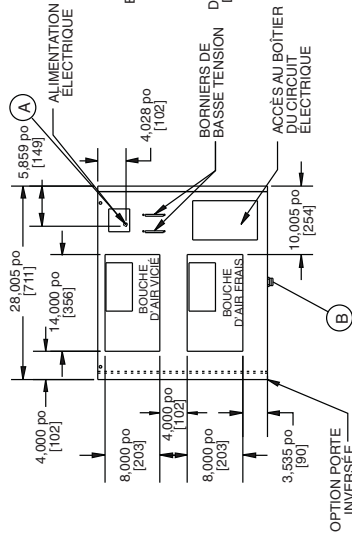 28,005 po
[711]
5,859 po
[149]
A
ALIMENTATION
ÉLECTRIQUE
4,000 po
[102]
14,000 po
[356]
4,028 po
[102]
8,000 po
[203]
BOUCHE
D'AIR VICIÉ
BORNIERS DE
BASSE TENSION
4,000 po
[102]
8,000 po
[203]
BOUCHE
D'AIR FRAIS
ACCÈS AU BOÎTIER
DU CIRCUIT
ÉLECTRIQUE
3,535 po
[90]
10,005 po
[254]
OPTION PORTE
INVERSÉE
B